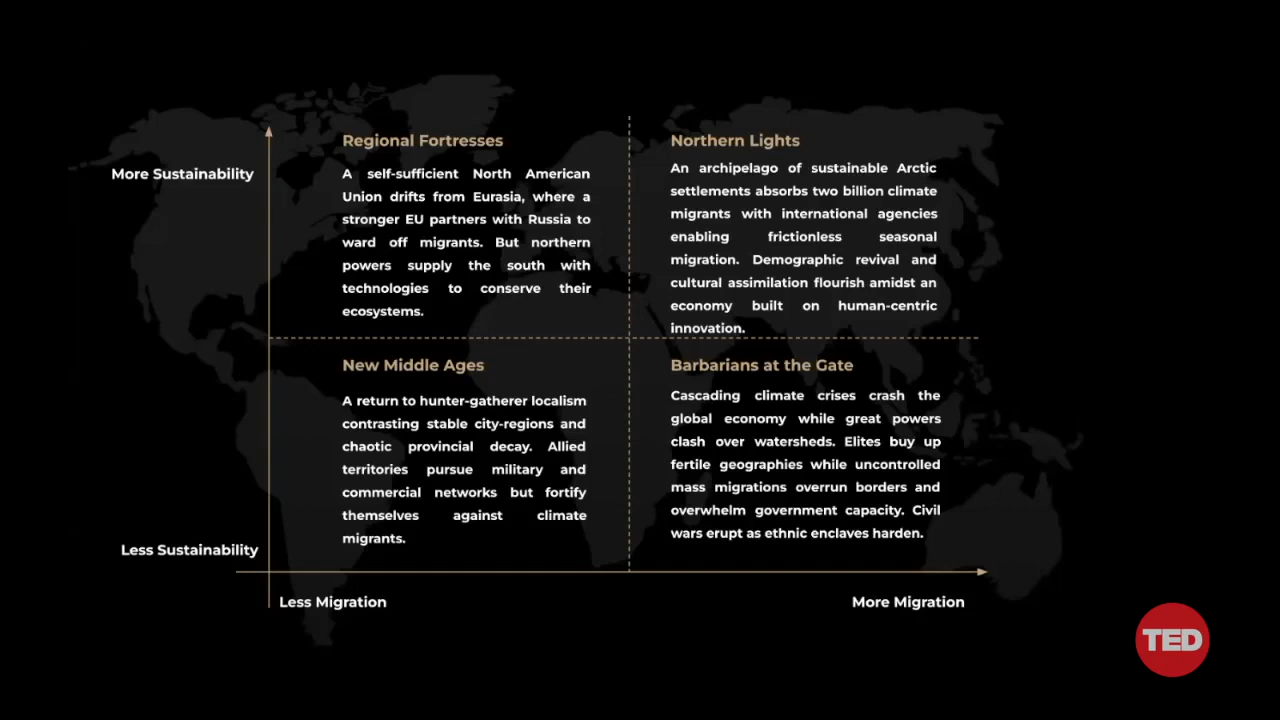 More Sustainability
Regional Fortresses
A self-sufficient North American
Union drifts from Eurasia, where a
stronger EU partners with Russia to
ward off migrants. But northern
powers supply the south with
technologies to conserve their
ecosystems.
Northern Lights
An archipelago of sustainable Arctic
settlements absorbs two billion climate
migrants with international agencies
enabling frictionless seasonal
migration. Demographic revival and
cultural assimilation flourish amidst an
economy built on human-centric
innovation.
New Middle Ages
A return to hunter-gatherer localism
contrasting stable city-regions and
chaotic provincial decay. Allied
territories pursue military and
commercial networks but fortify
themselves against climate
migrants.
Barbarians at the Gate
Cascading climate crises crash the
global economy while great powers
clash over watersheds. Elites buy up
fertile geographies while uncontrolled
mass migrations overrun borders and
overwhelm government capacity. Civil
wars erupt as ethnic enclaves harden.
Less Sustainability
Less Migration
More Migration
TED